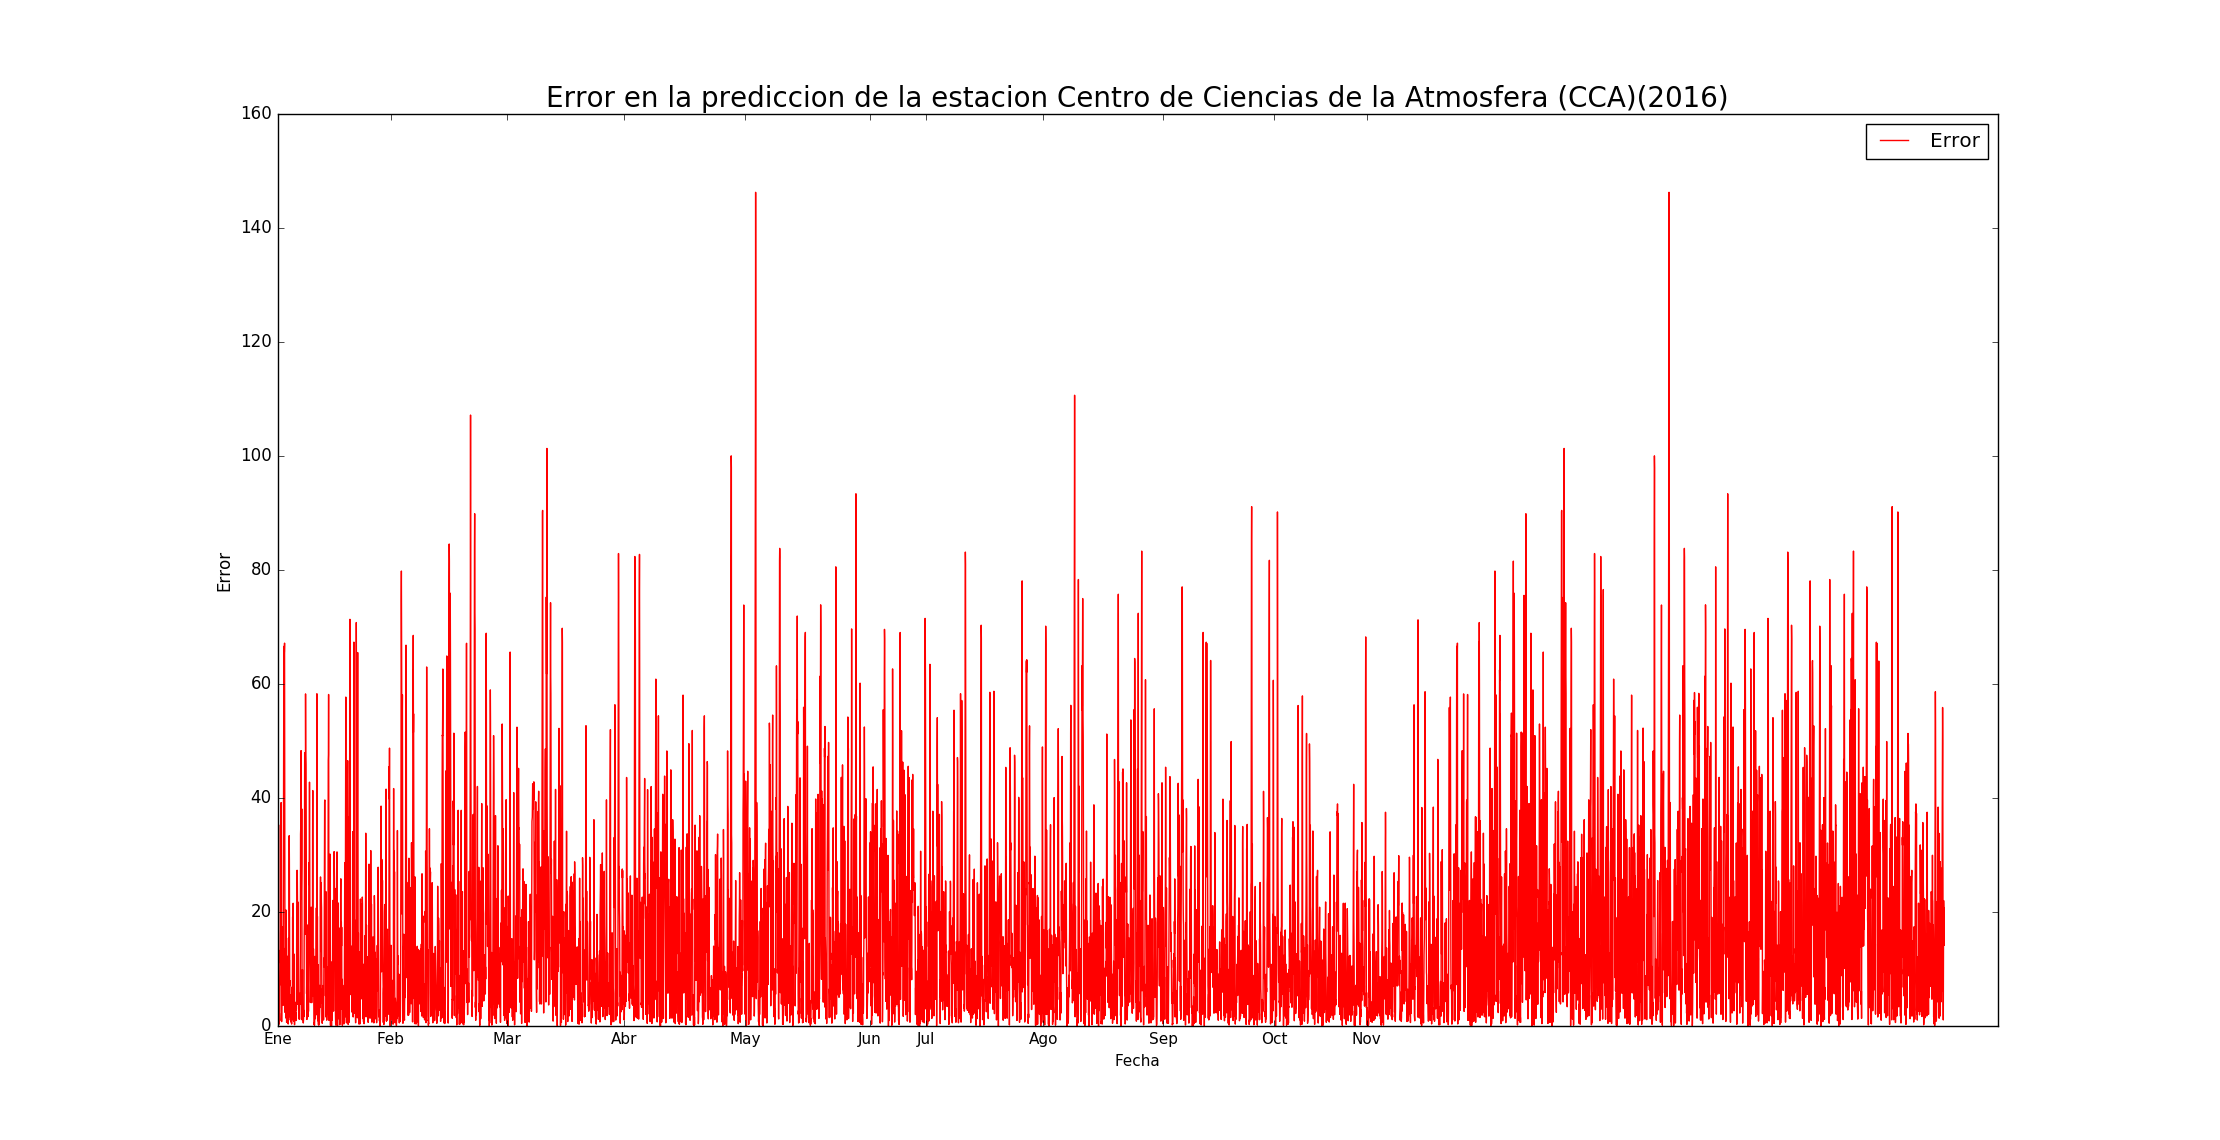 Error en la prediccion de la estacion Centro de Ciencias de la Atmosfera (CCA)(2016)
160
140
120
100
80
60
40
20
0
Error
Error
Ene Feb Mar Abr May Jun Jul Ago Sep Oct Nov
Fecha